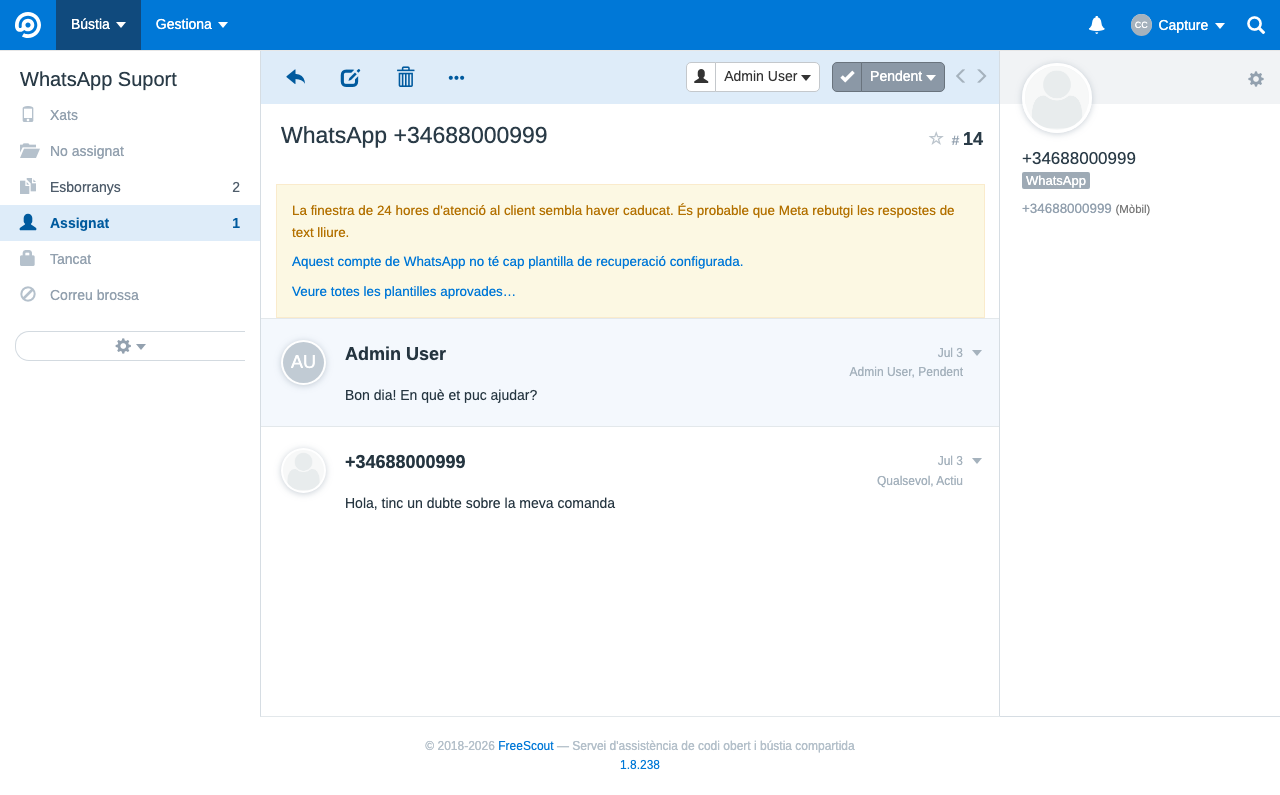 Bústia
Gestiona
CC
Capture
WhatsApp Suport
Xats
No assignat
Esborranys 2
Assignat 1
Tancat
Correu brossa
Admin User
Pendent
WhatsApp +34688000999
# 14
La finestra de 24 hores d'atenció al client sembla haver caducat. És probable que Meta rebutgi les respostes de
text lliure.
Aquest compte de WhatsApp no té cap plantilla de recuperació configurada.
Veure totes les plantilles aprovades…
AU
Admin User
Jul 3
Admin User, Pendent
Bon dia! En què et puc ajudar?
+34688000999
Jul 3
Qualsevol, Actiu
Hola, tinc un dubte sobre la meva comanda
+34688000999
WhatsApp
+34688000999 (Mòbil)
© 2018-2026 FreeScout — Servei d'assistència de codi obert i bústia compartida
1.8.238